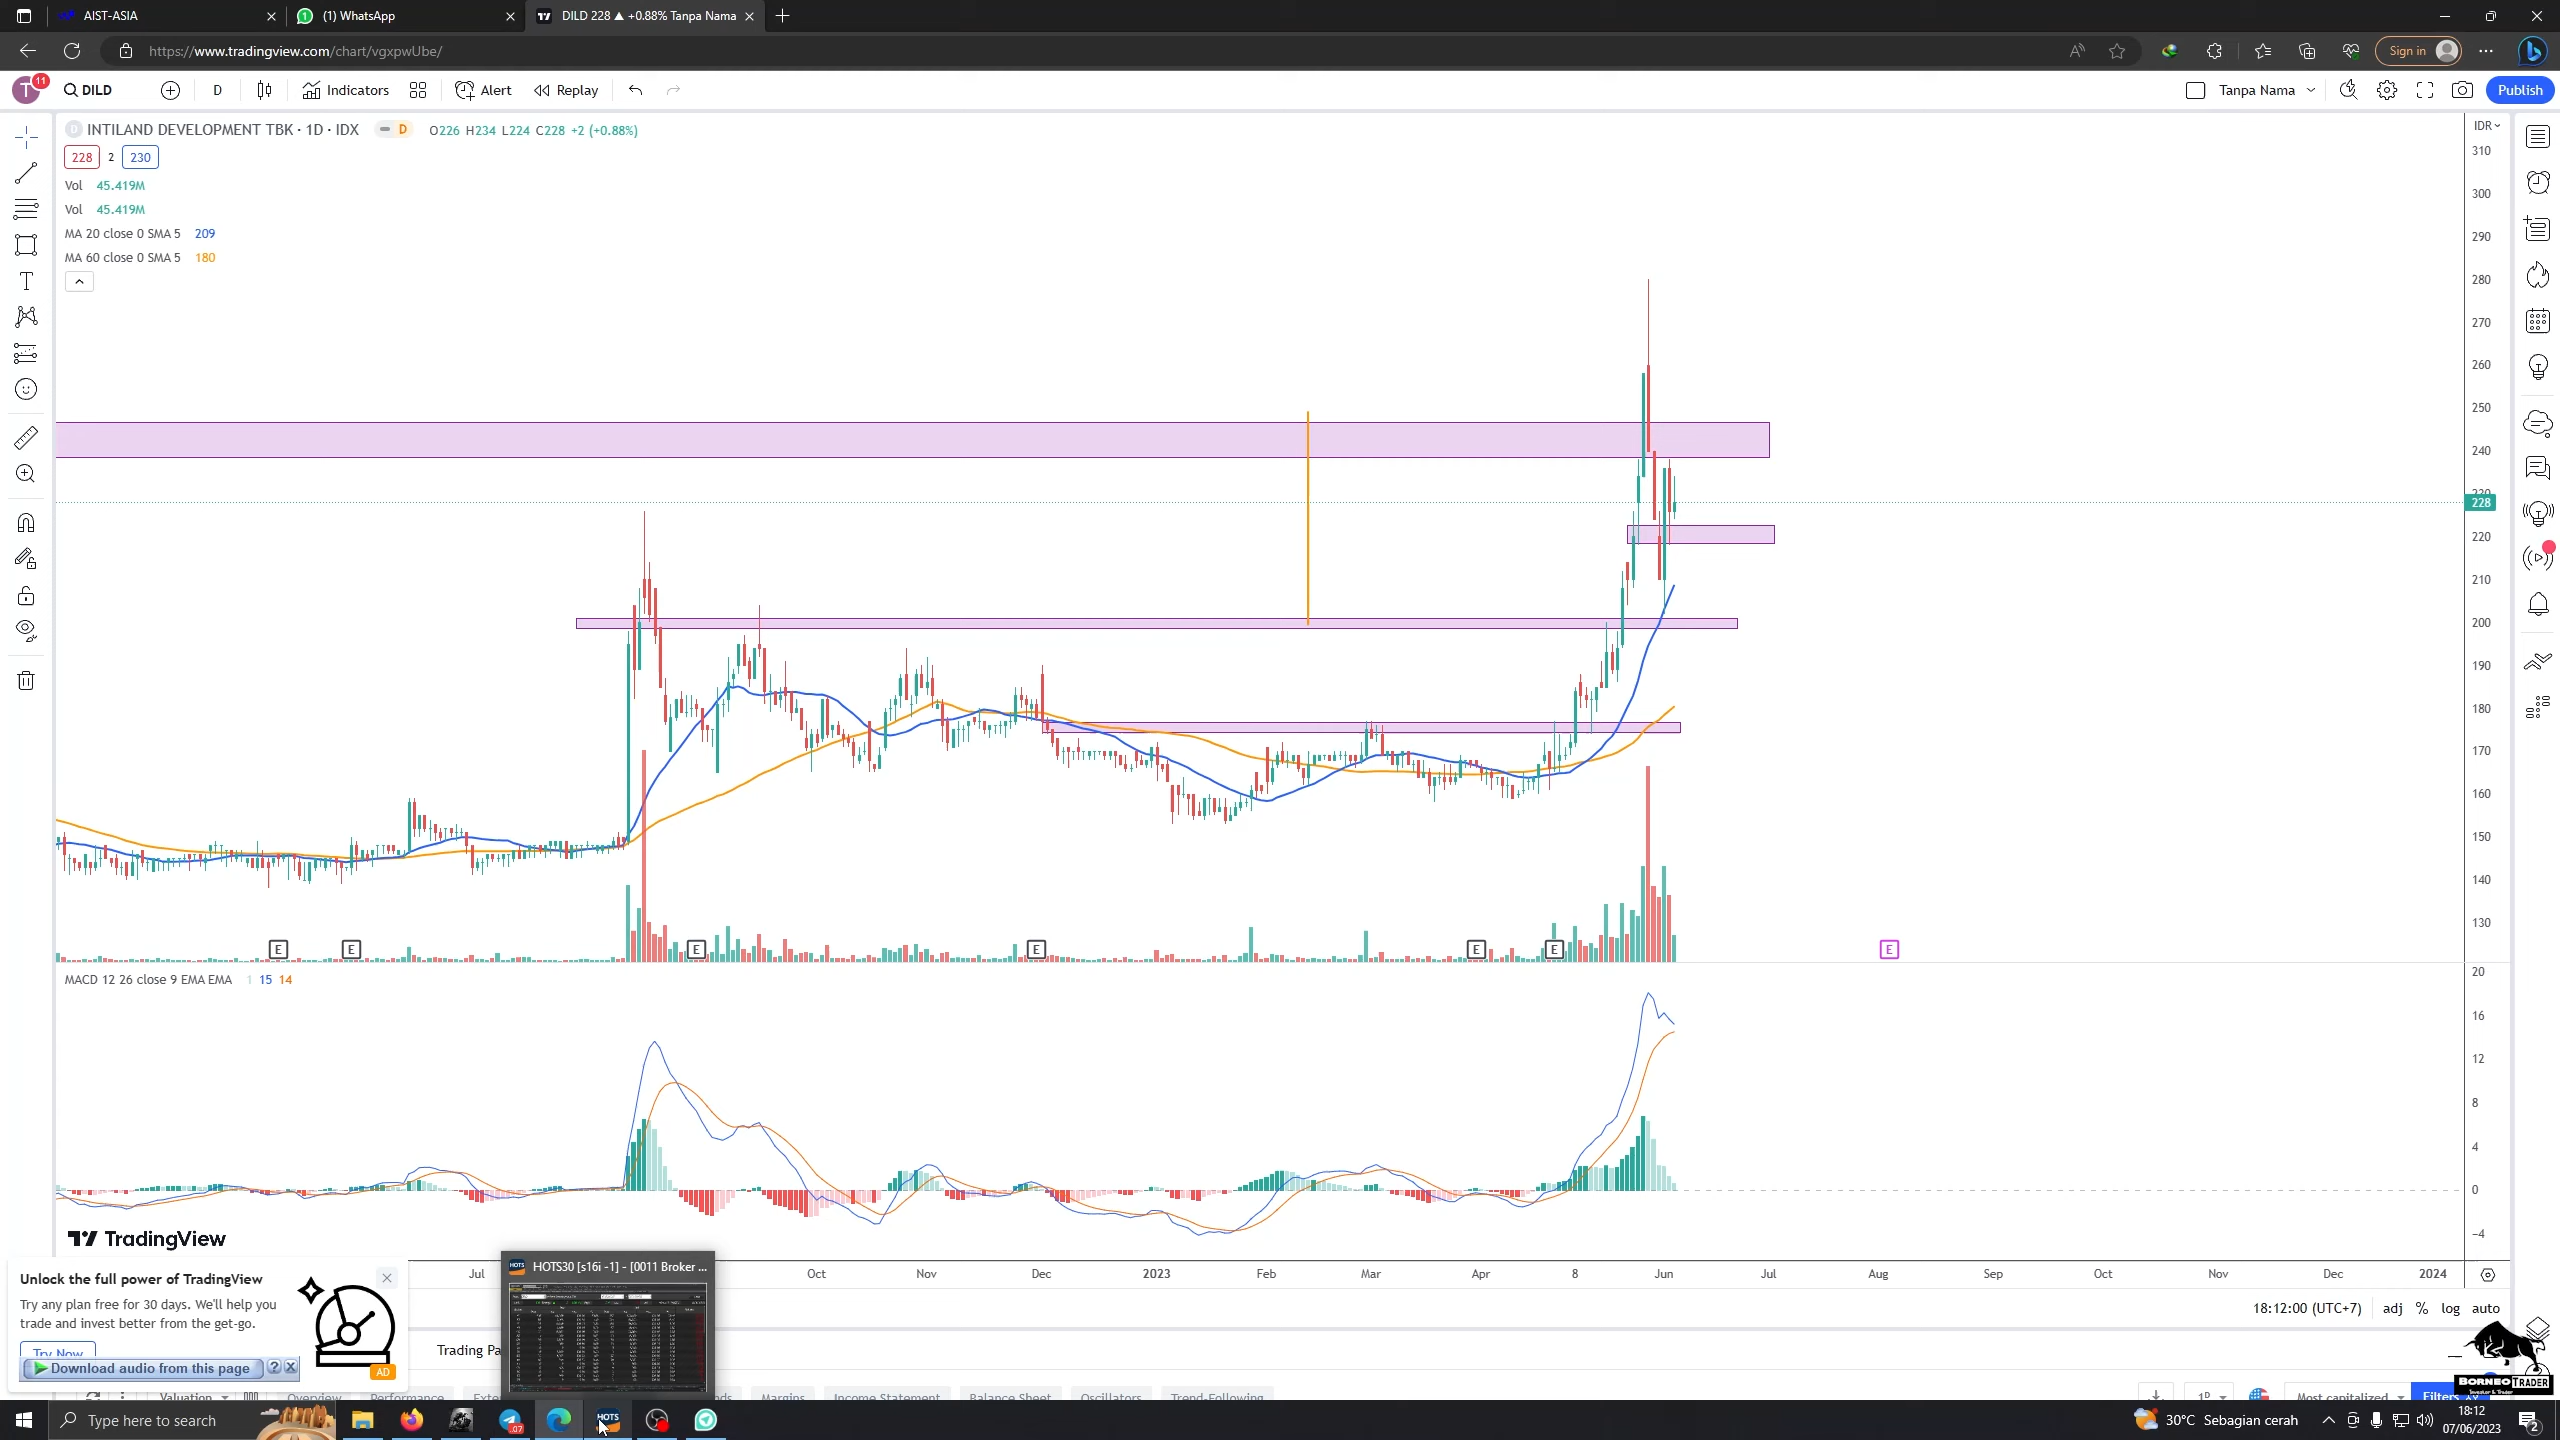 AIST-ASIA
(1) WhatsApp
DILD 228 ▲ +0.88% Tanpa Nama
https://www.tradingview.com/chart/vgxpwUbe/
Sign in
T 11
DILD
D
Indicators
Alert
Replay
Tanpa Nama
Publish
INTILAND DEVELOPMENT TBK · 1D · IDX
D
O226 H234 L224 C228 +2 (+0.88%)
IDR
228 2 230
Vol 45.419M
Vol 45.419M
MA 20 close 0 SMA 5 209
MA 60 close 0 SMA 5 180
310
300
290
280
270
260
250
240
228
220
210
200
190
180
170
160
150
140
130
E
E
E
E
E
E
E
MACD 12 26 close 9 EMA EMA 1 15 14
20
16
12
8
4
0
−4
TradingView
Jul
Oct
Nov
Dec
2023
Feb
Mar
Apr
8
Jun
Jul
Aug
Sep
Oct
Nov
Dec
2024
HOTS30 [s16i -1] - [0011 Broker ...
Unlock the full power of TradingView
Try any plan free for 30 days. We'll help you
trade and invest better from the get-go.
Try Now
AD
Download audio from this page
18:12:00 (UTC+7)
adj % log auto
Trading Pa
Valuation
Overview
Performance
Margins
Income Statement
Balance Sheet
Oscillators
Trend-Following
1D
Most capitalized
Filters
BORNEO TRADER
Type here to search
HOTS
30°C Sebagian cerah
18:12
07/06/2023
2